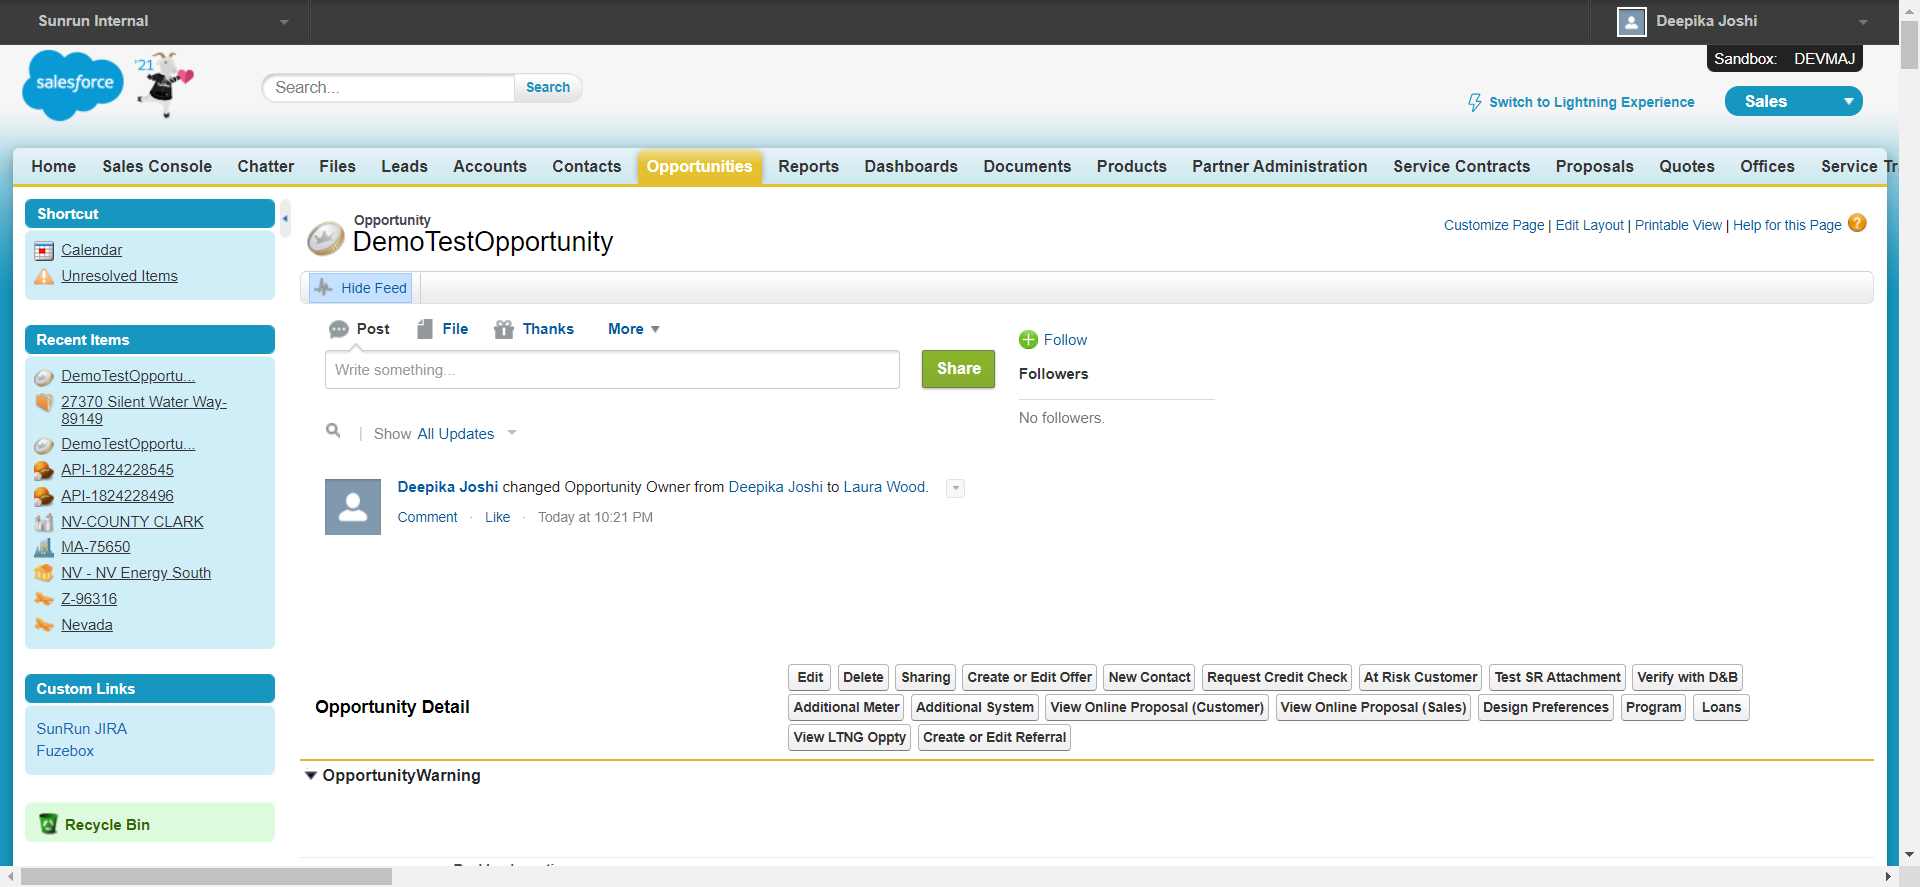 Sunrun Internal
Deepika Joshi
Sandbox: DEVMAJ
salesforce
'21
Search...
Search
Switch to Lightning Experience
Sales
Home Sales Console Chatter Files Leads Accounts Contacts Opportunities Reports Dashboards Documents Products Partner Administration Service Contracts Proposals Quotes Offices Service Tr
Shortcut
Calendar
Unresolved Items
Recent Items
DemoTestOpportu...
27370 Silent Water Way-
89149
DemoTestOpportu...
API-1824228545
API-1824228496
NV-COUNTY CLARK
MA-75650
NV - NV Energy South
Z-96316
Nevada
Custom Links
SunRun JIRA
Fuzebox
Recycle Bin
Opportunity
DemoTestOpportunity
Customize Page | Edit Layout | Printable View | Help for this Page ?
Hide Feed
Post File Thanks More
Write something...
Share
Follow
Followers
No followers.
| Show All Updates
Deepika Joshi changed Opportunity Owner from Deepika Joshi to Laura Wood.
Comment · Like · Today at 10:21 PM
Opportunity Detail
Edit Delete Sharing Create or Edit Offer New Contact Request Credit Check At Risk Customer Test SR Attachment Verify with D&B
Additional Meter Additional System View Online Proposal (Customer) View Online Proposal (Sales) Design Preferences Program Loans
View LTNG Oppty Create or Edit Referral
OpportunityWarning